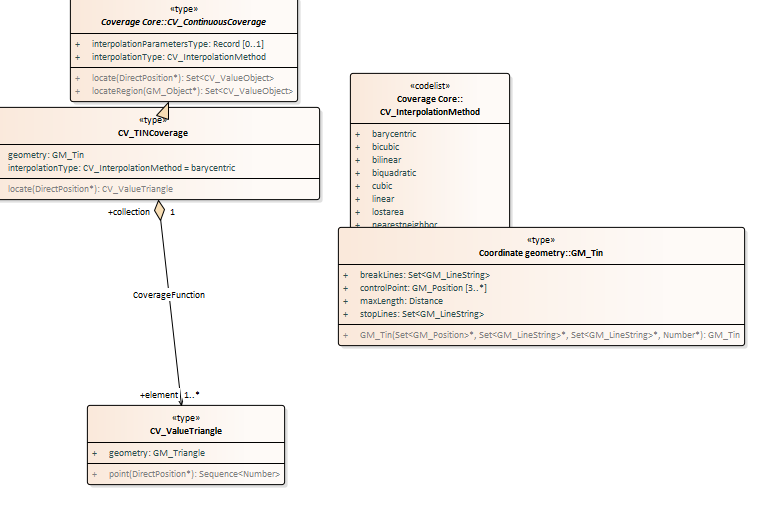 «type»
Coverage Core::CV_ContinuousCoverage
+ interpolationParametersType: Record [0..1]
+ interpolationType: CV_InterpolationMethod
+ locate(DirectPosition*): Set<CV_ValueObject>
+ locateRegion(GM_Object*): Set<CV_ValueObject>
«type»
CV_TINCoverage
geometry: GM_Tin
interpolationType: CV_InterpolationMethod = barycentric
locate(DirectPosition*): CV_ValueTriangle
+collection 1
CoverageFunction
+element 1..*
«type»
CV_ValueTriangle
+ geometry: GM_Triangle
+ point(DirectPosition*): Sequence<Number>
«codelist»
Coverage Core::
CV_InterpolationMethod
+ barycentric
+ bicubic
+ bilinear
+ biquadratic
+ cubic
+ linear
+ lostarea
+ nearestneighbor
«type»
Coordinate geometry::GM_Tin
+ breakLines: Set<GM_LineString>
+ controlPoint: GM_Position [3..*]
+ maxLength: Distance
+ stopLines: Set<GM_LineString>
+ GM_Tin(Set<GM_Position>*, Set<GM_LineString>*, Set<GM_LineString>*, Number*): GM_Tin